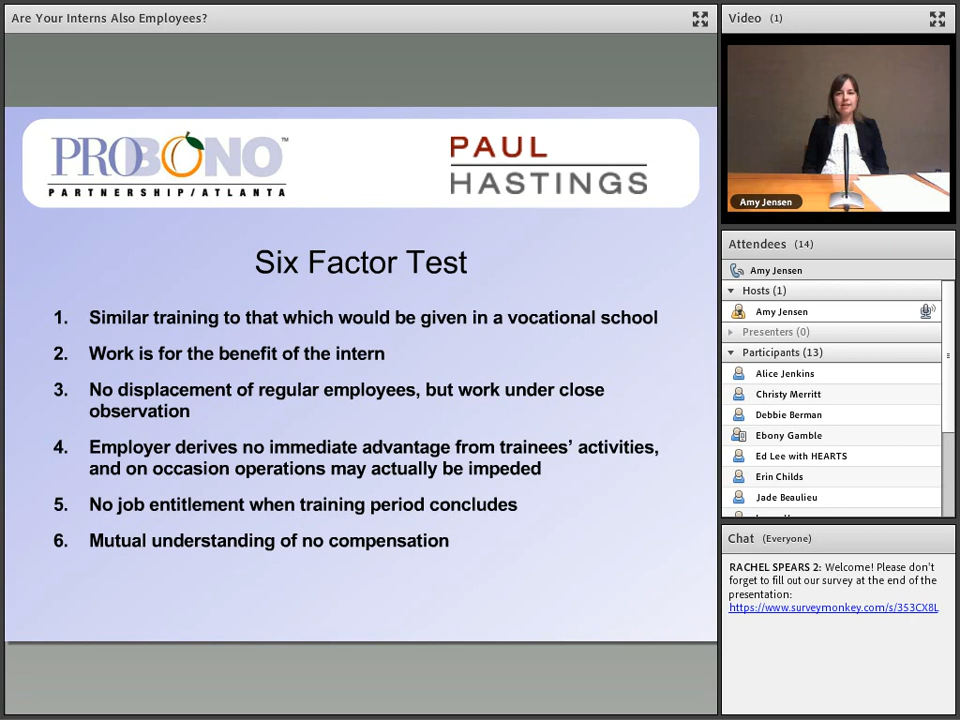 Are Your Interns Also Employees?
PROBONO™
PARTNERSHIP/ATLANTA
PAUL
HASTINGS
Six Factor Test
1. Similar training to that which would be given in a vocational school
2. Work is for the benefit of the intern
3. No displacement of regular employees, but work under close
observation
4. Employer derives no immediate advantage from trainees' activities,
and on occasion operations may actually be impeded
5. No job entitlement when training period concludes
6. Mutual understanding of no compensation
Video (1)
Amy Jensen
Attendees (14)
Amy Jensen
Hosts (1)
Amy Jensen
Presenters (0)
Participants (13)
Alice Jenkins
Christy Merritt
Debbie Berman
Ebony Gamble
Ed Lee with HEARTS
Erin Childs
Jade Beaulieu
Chat (Everyone)
RACHEL SPEARS 2: Welcome! Please don't
forget to fill out our survey at the end of the
presentation:
https://www.surveymonkey.com/s/353CX8L